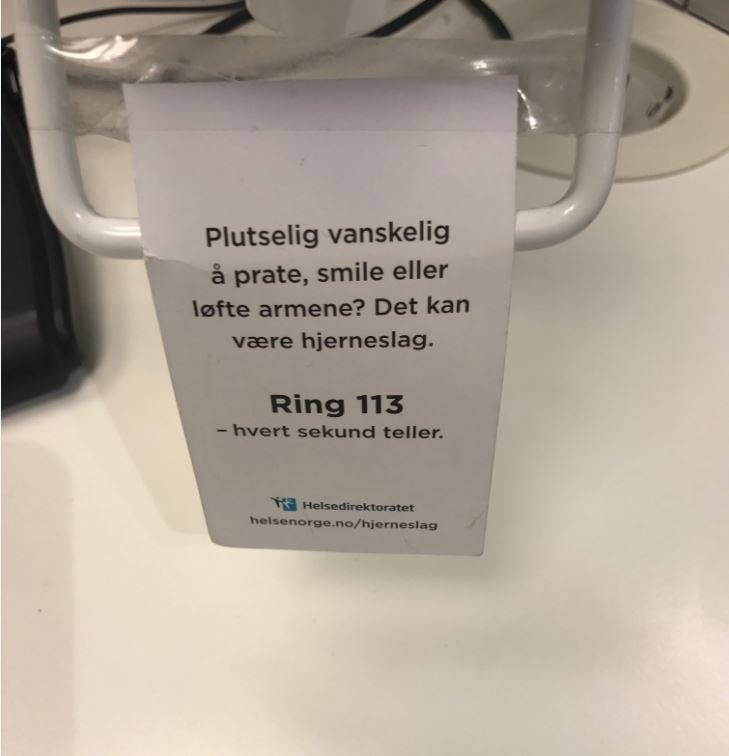 Plutselig vanskelig
å prate, smile eller
løfte armene? Det kan
være hjerneslag.
Ring 113
– hvert sekund teller.
Helsedirektoratet
helsenorge.no/hjerneslag